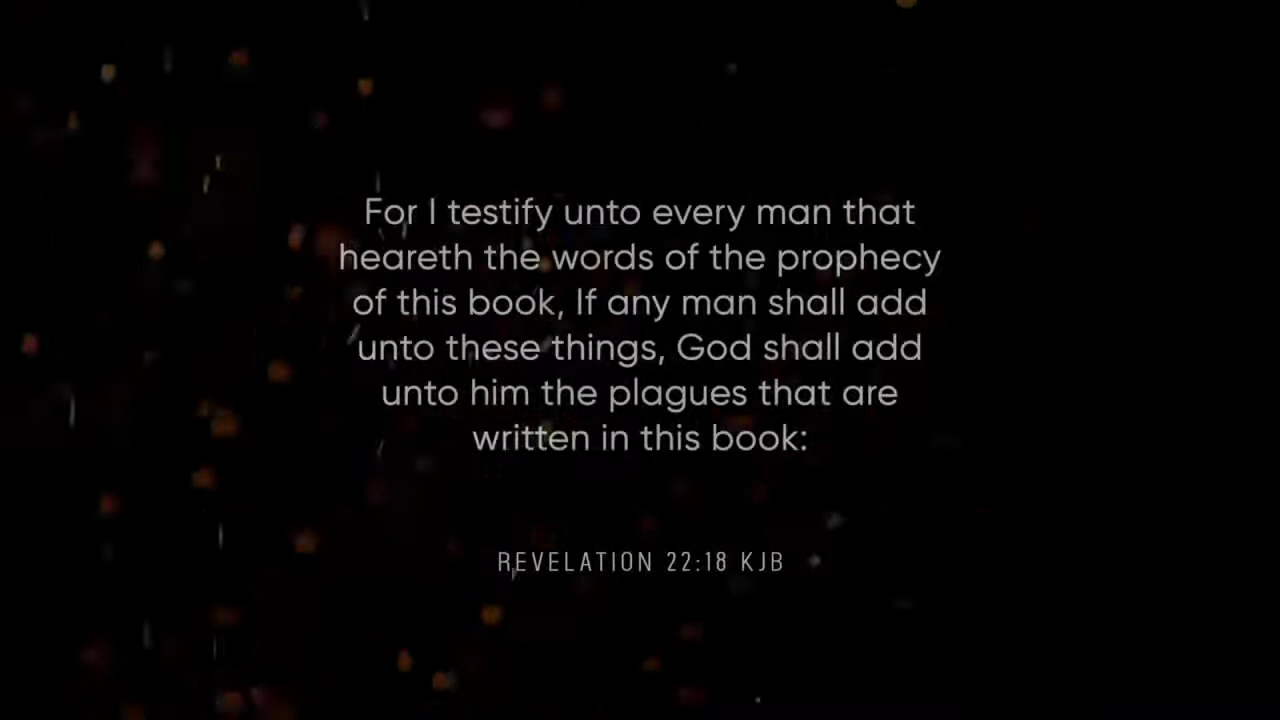 For I testify unto every man that
heareth the words of the prophecy
of this book, If any man shall add
unto these things, God shall add
unto him the plagues that are
written in this book:
REVELATION 22:18 KJB